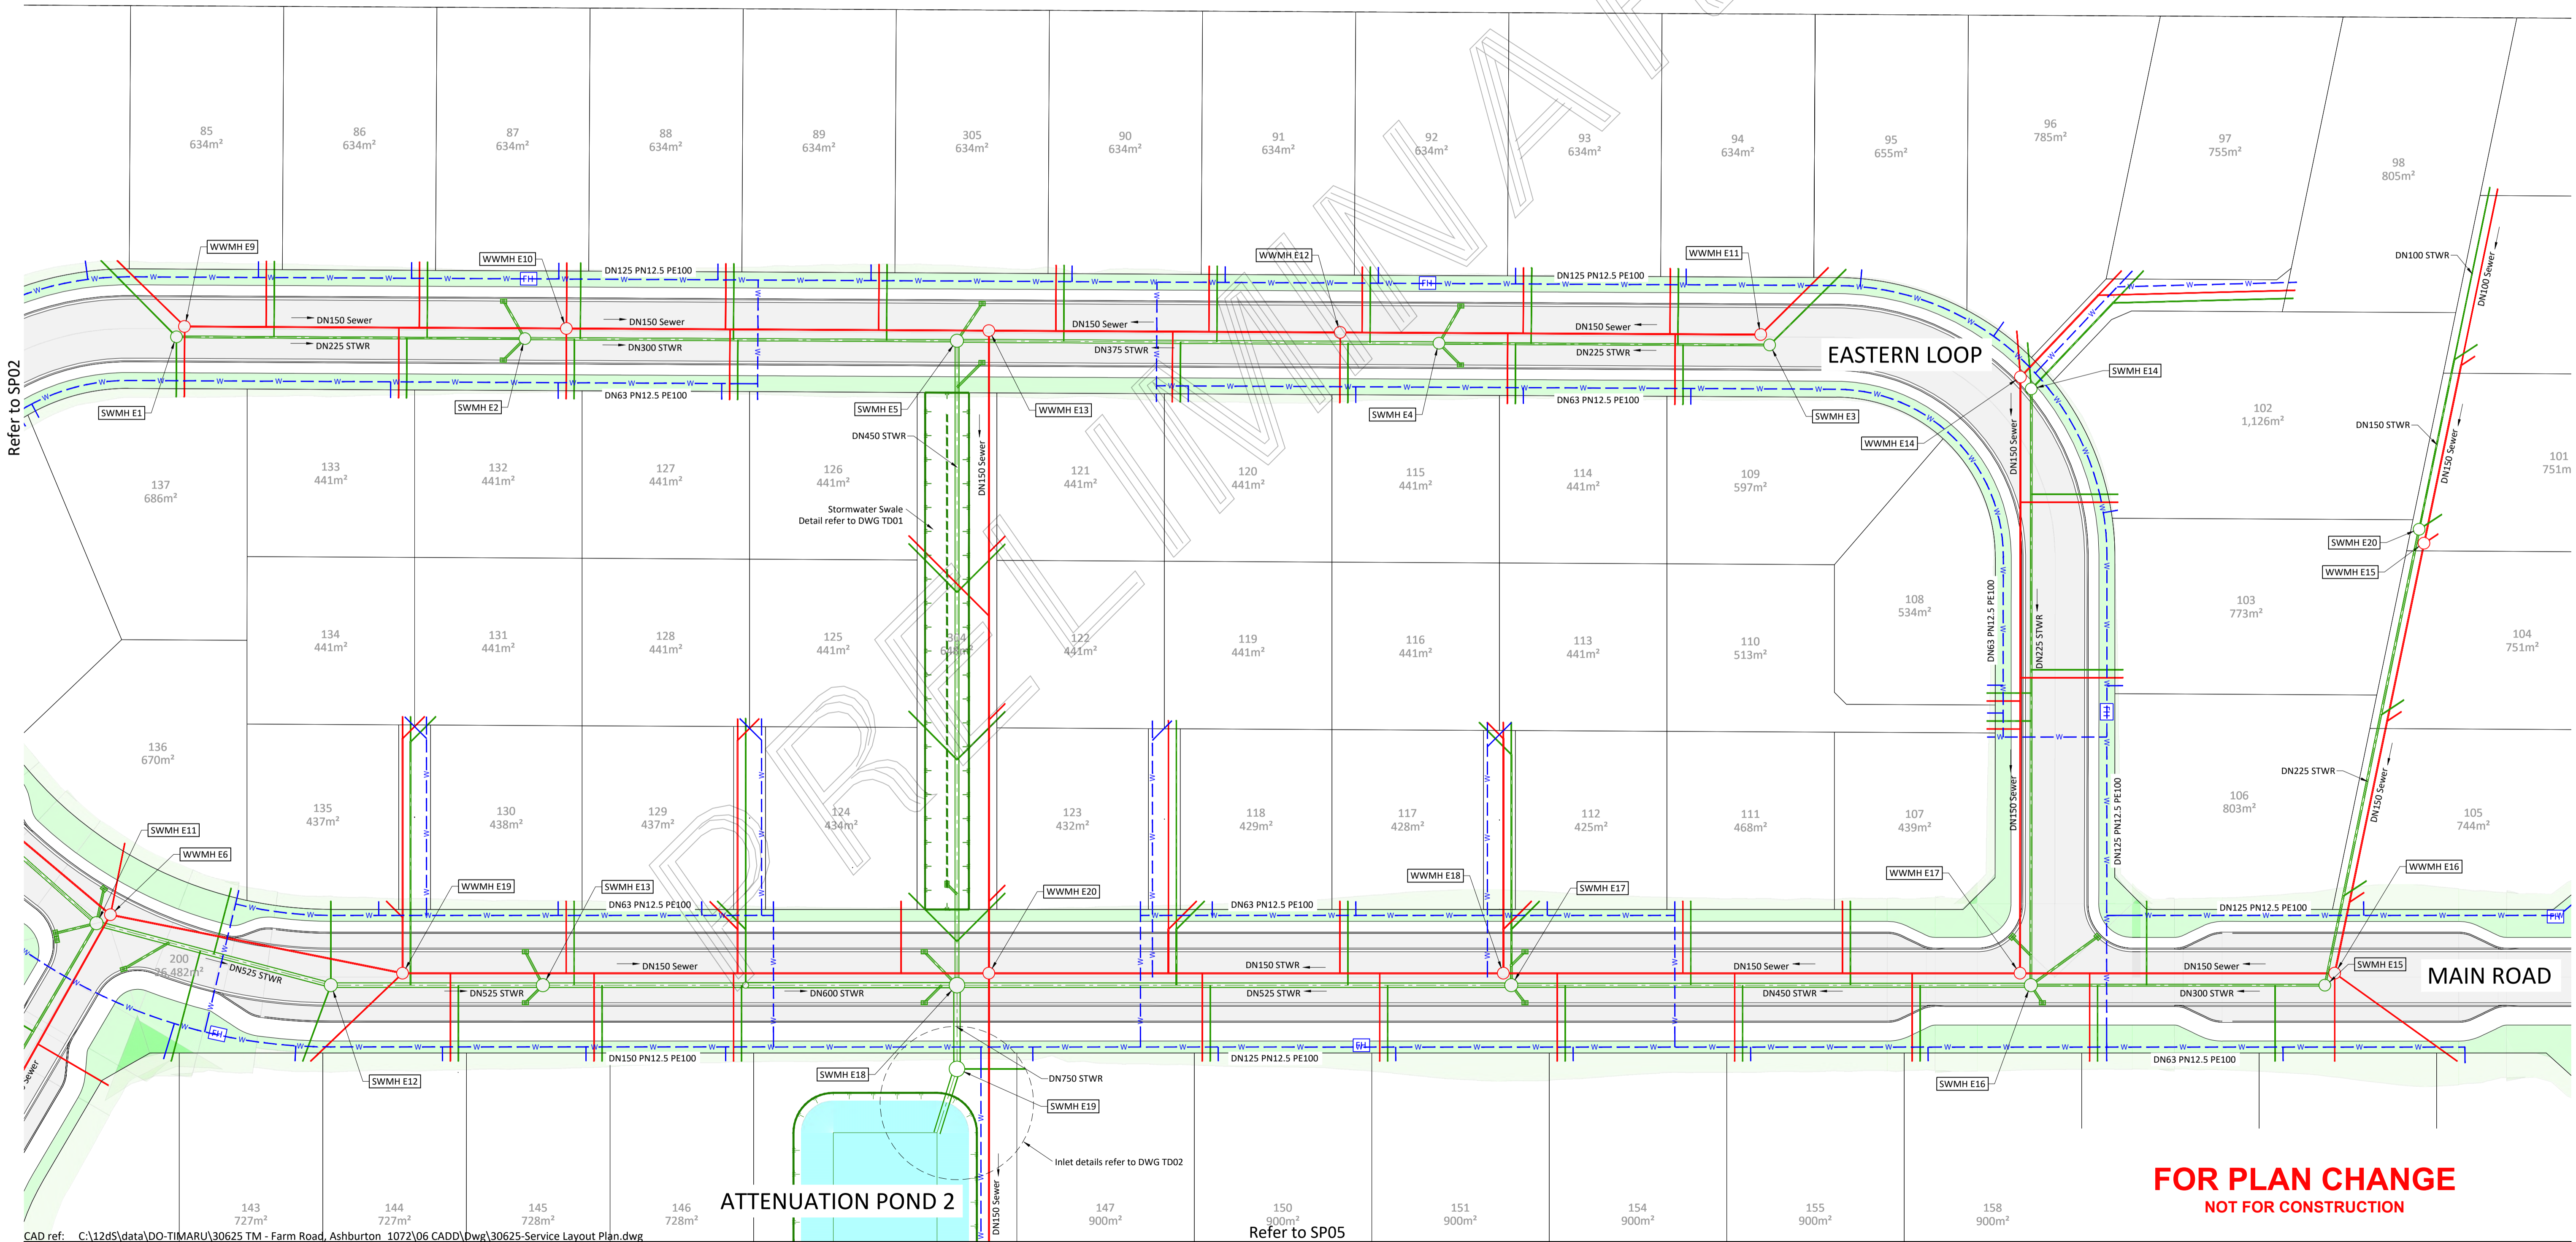 PRELIMINAR
85
634m²
86
634m²
87
634m²
88
634m²
89
634m²
305
634m²
90
634m²
91
634m²
92
634m²
93
634m²
94
634m²
95
655m²
96
785m²
97
755m²
98
805m²
Refer to SP02
WWMH E9
WWMH E10
DN125 PN12.5 PE100
FH
WWMH E12
FH
DN125 PN12.5 PE100
WWMH E11
DN100 STWR
DN100 Sewer
DN150 Sewer
DN225 STWR
DN150 Sewer
DN300 STWR
DN150 Sewer
DN375 STWR
DN150 Sewer
DN225 STWR
EASTERN LOOP
SWMH E14
SWMH E1
SWMH E2
DN63 PN12.5 PE100
SWMH E5
WWMH E13
SWMH E4
DN63 PN12.5 PE100
SWMH E3
WWMH E14
DN450 STWR
DN150 Sewer
DN150 Sewer
DN150 STWR
DN150 Sewer
137
686m²
133
441m²
132
441m²
127
441m²
126
441m²
121
441m²
120
441m²
115
441m²
114
441m²
109
597m²
102
1,126m²
101
751m
Stormwater Swale
Detail refer to DWG TD01
SWMH E20
WWMH E15
134
441m²
131
441m²
128
441m²
125
441m²
304
648m²
122
441m²
119
441m²
116
441m²
113
441m²
110
513m²
108
534m²
DN63 PN12.5 PE100
DN225 STWR
103
773m²
104
751m²
FH
136
670m²
135
437m²
130
438m²
129
437m²
124
434m²
123
432m²
118
429m²
117
428m²
112
425m²
111
468m²
107
439m²
DN150 Sewer
DN125 PN12.5 PE100
106
803m²
DN225 STWR
DN150 Sewer
105
744m²
SWMH E11
WWMH E6
WWMH E19
SWMH E13
WWMH E20
WWMH E18
SWMH E17
WWMH E17
WWMH E16
DN63 PN12.5 PE100
DN63 PN12.5 PE100
DN125 PN12.5 PE100
FH
200
26,482m²
DN525 STWR
DN150 Sewer
DN525 STWR
DN600 STWR
DN150 STWR
DN525 STWR
DN150 Sewer
DN450 STWR
DN150 Sewer
DN300 STWR
SWMH E15
MAIN ROAD
FH
FH
DN150 PN12.5 PE100
DN125 PN12.5 PE100
DN63 PN12.5 PE100
Sewer
SWMH E12
SWMH E18
DN750 STWR
SWMH E19
SWMH E16
Inlet details refer to DWG TD02
DN150 Sewer
ATTENUATION POND 2
143
727m²
144
727m²
145
728m²
146
728m²
147
900m²
150
900m²
151
900m²
154
900m²
155
900m²
158
900m²
FOR PLAN CHANGE
NOT FOR CONSTRUCTION
CAD ref: C:\12dS\data\DO-TIMARU\30625 TM - Farm Road, Ashburton_1072\06 CADD\Dwg\30625-Service Layout Plan.dwg
Refer to SP05